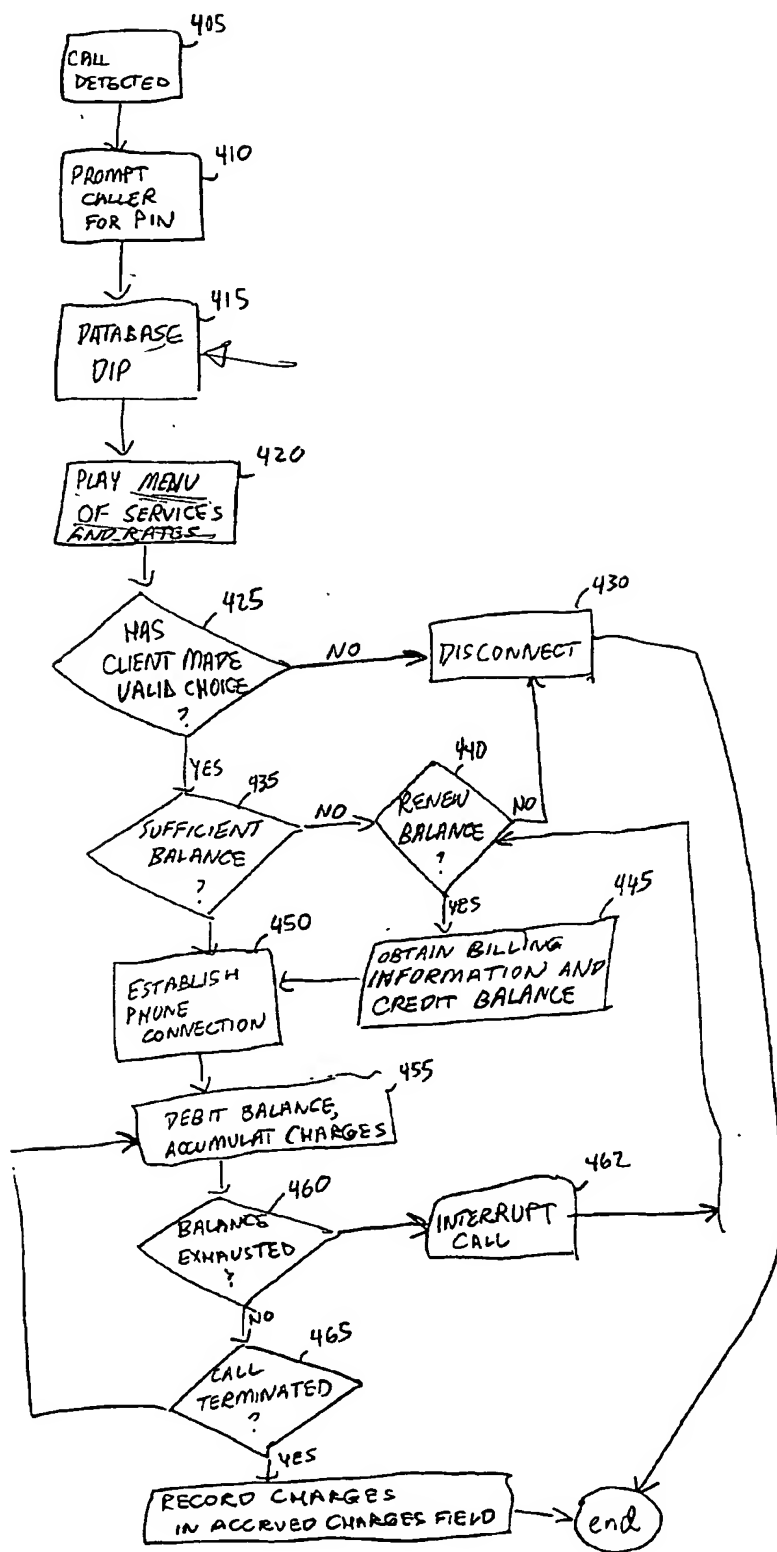 405
CALL
DETECTED
410
PROMPT
CALLER
FOR PIN
415
DATABASE
DIP
420
PLAY MENU
OF SERVICES
AND RATES
425
HAS
CLIENT MADE
VALID CHOICE
?
NO
430
DISCONNECT
YES
435
SUFFICIENT
BALANCE
?
NO
440
RENEW
BALANCE
?
NO
YES
445
OBTAIN BILLING
INFORMATION AND
CREDIT BALANCE
450
ESTABLISH
PHONE
CONNECTION
455
DEBIT BALANCE,
ACCUMULAT CHARGES
460
BALANCE
EXHAUSTED
?
462
INTERRUPT
CALL
NO
465
CALL
TERMINATED
?
YES
RECORD CHARGES
IN ACCRUED CHARGES FIELD
end